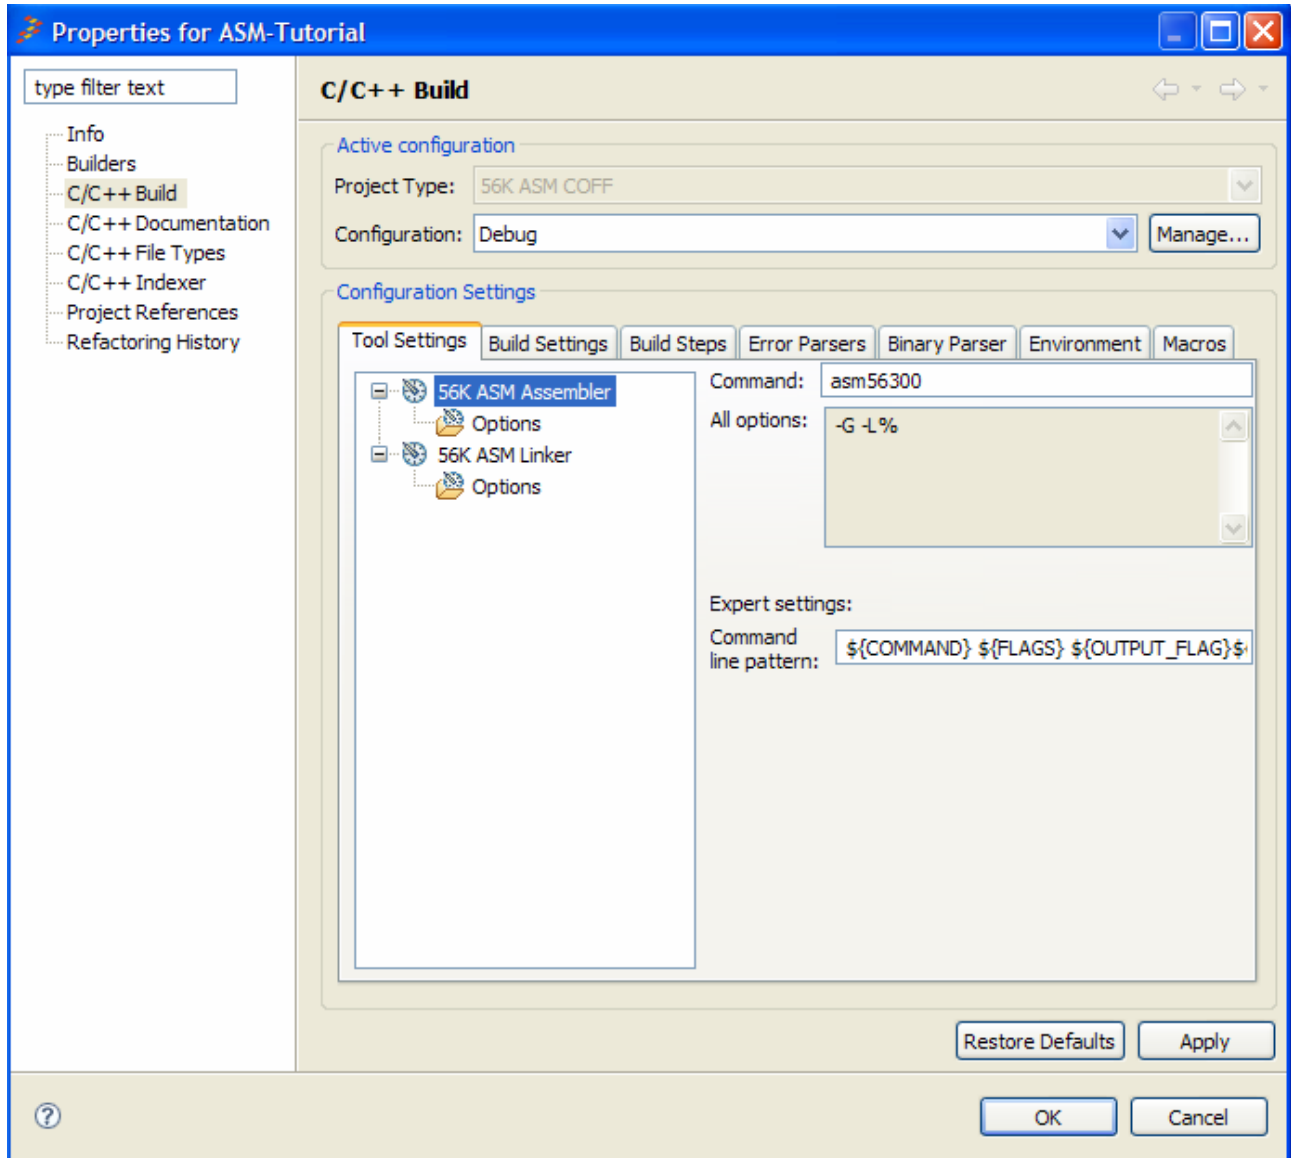 Properties for ASM-Tutorial
type filter text
Info
Builders
C/C++ Build
C/C++ Documentation
C/C++ File Types
C/C++ Indexer
Project References
Refactoring History
C/C++ Build
Active configuration
Project Type: 56K ASM COFF
Configuration: Debug Manage...
Configuration Settings
Tool Settings Build Settings Build Steps Error Parsers Binary Parser Environment Macros
56K ASM Assembler
Options
56K ASM Linker
Options
Command: asm56300
All options: -G -L%
Expert settings:
Command
line pattern: ${COMMAND} ${FLAGS} ${OUTPUT_FLAG}$
Restore Defaults Apply
? OK Cancel